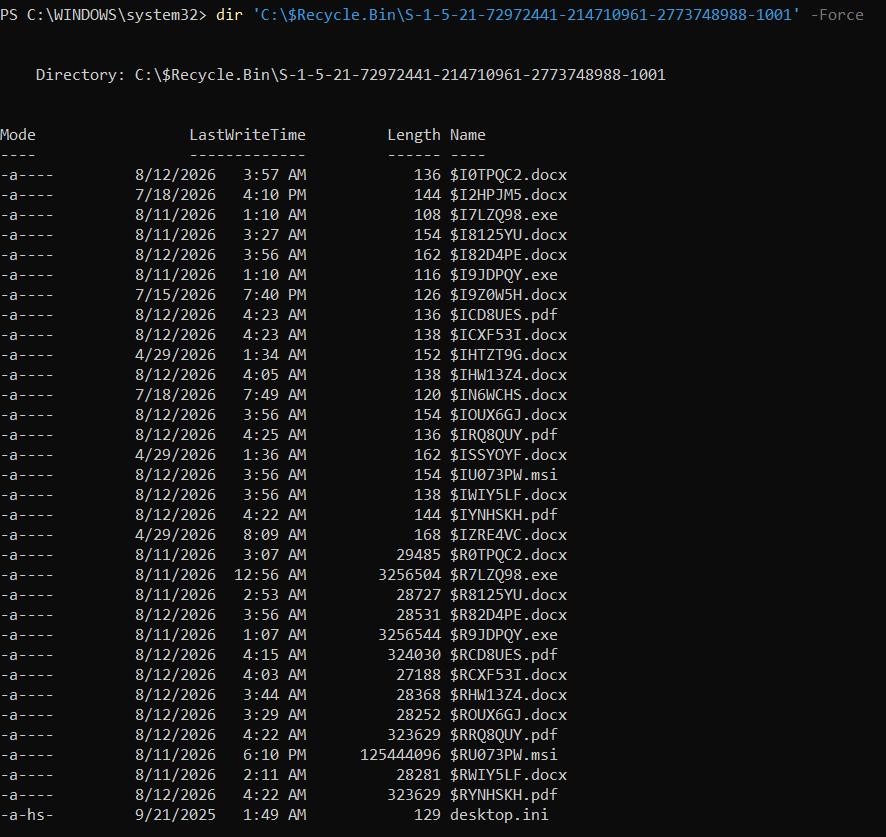 PS C:\WINDOWS\system32> dir 'C:\$Recycle.Bin\S-1-5-21-72972441-214710961-2773748988-1001' -Force
Directory: C:\$Recycle.Bin\S-1-5-21-72972441-214710961-2773748988-1001
Mode LastWriteTime Length Name
---- ------------- ------ ----
-a---- 8/12/2026 3:57 AM 136 $I0TPQC2.docx
-a---- 7/18/2026 4:10 PM 144 $I2HPJM5.docx
-a---- 8/11/2026 1:10 AM 108 $I7LZQ98.exe
-a---- 8/11/2026 3:27 AM 154 $I8125YU.docx
-a---- 8/12/2026 3:56 AM 162 $I82D4PE.docx
-a---- 8/11/2026 1:10 AM 116 $I9JDPQY.exe
-a---- 7/15/2026 7:40 PM 126 $I9Z0W5H.docx
-a---- 8/12/2026 4:23 AM 136 $ICD8UES.pdf
-a---- 8/12/2026 4:23 AM 138 $ICXF53I.docx
-a---- 4/29/2026 1:34 AM 152 $IHTZT9G.docx
-a---- 8/12/2026 4:05 AM 138 $IHW13Z4.docx
-a---- 7/18/2026 7:49 AM 120 $IN6WCHS.docx
-a---- 8/12/2026 3:56 AM 154 $IOUX6GJ.docx
-a---- 8/12/2026 4:25 AM 136 $IRQ8QUY.pdf
-a---- 4/29/2026 1:36 AM 162 $ISSYOYF.docx
-a---- 8/12/2026 3:56 AM 154 $IU073PW.msi
-a---- 8/12/2026 3:56 AM 138 $IWIY5LF.docx
-a---- 8/12/2026 4:22 AM 144 $IYNHSKH.pdf
-a---- 4/29/2026 8:09 AM 168 $IZRE4VC.docx
-a---- 8/11/2026 3:07 AM 29485 $R0TPQC2.docx
-a---- 8/11/2026 12:56 AM 3256504 $R7LZQ98.exe
-a---- 8/11/2026 2:53 AM 28727 $R8125YU.docx
-a---- 8/12/2026 3:56 AM 28531 $R82D4PE.docx
-a---- 8/11/2026 1:07 AM 3256544 $R9JDPQY.exe
-a---- 8/12/2026 4:15 AM 324030 $RCD8UES.pdf
-a---- 8/12/2026 4:03 AM 27188 $RCXF53I.docx
-a---- 8/12/2026 3:44 AM 28368 $RHW13Z4.docx
-a---- 8/12/2026 3:29 AM 28252 $ROUX6GJ.docx
-a---- 8/12/2026 4:22 AM 323629 $RRQ8QUY.pdf
-a---- 8/11/2026 6:10 PM 125444096 $RU073PW.msi
-a---- 8/11/2026 2:11 AM 28281 $RWIY5LF.docx
-a---- 8/12/2026 4:22 AM 323629 $RYNHSKH.pdf
-a-hs- 9/21/2025 1:49 AM 129 desktop.ini